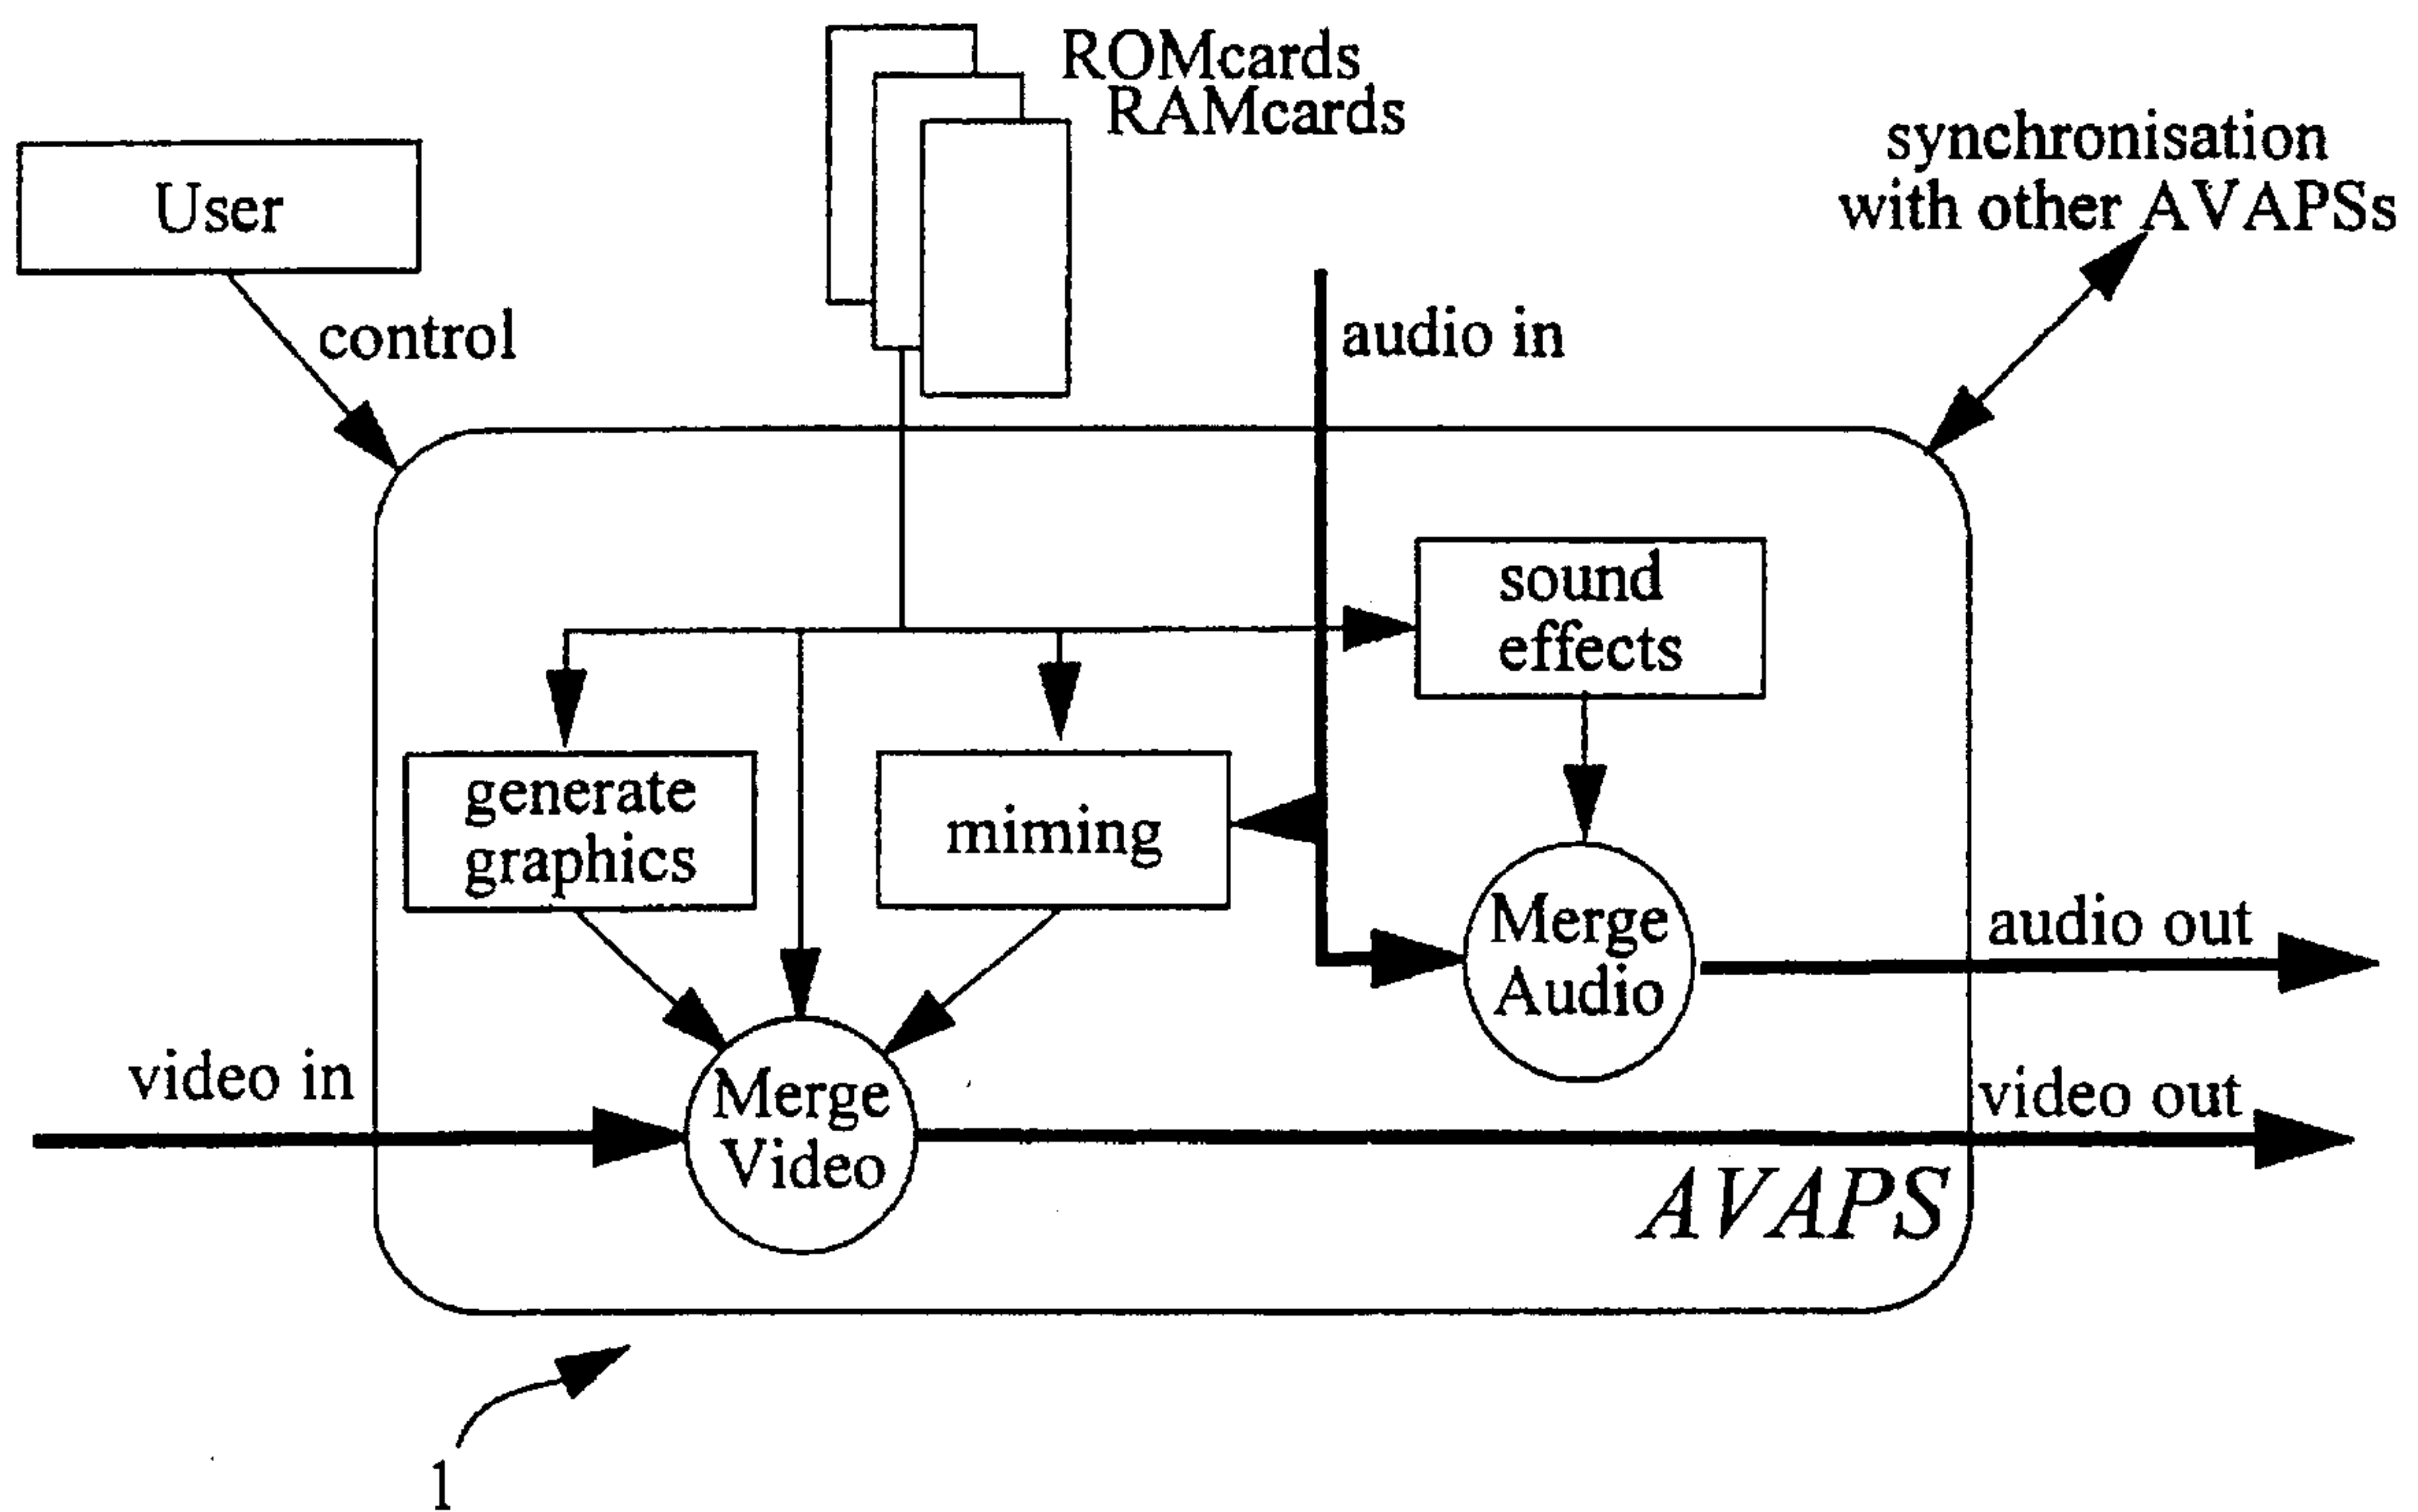 ROMcards
RAMcards
synchronisation
with other AVAPSs
User
control
audio in
sound
effects
generate
graphics
miming
Merge
Audio
audio out
video in
Merge
Video
video out
AVAPS
1